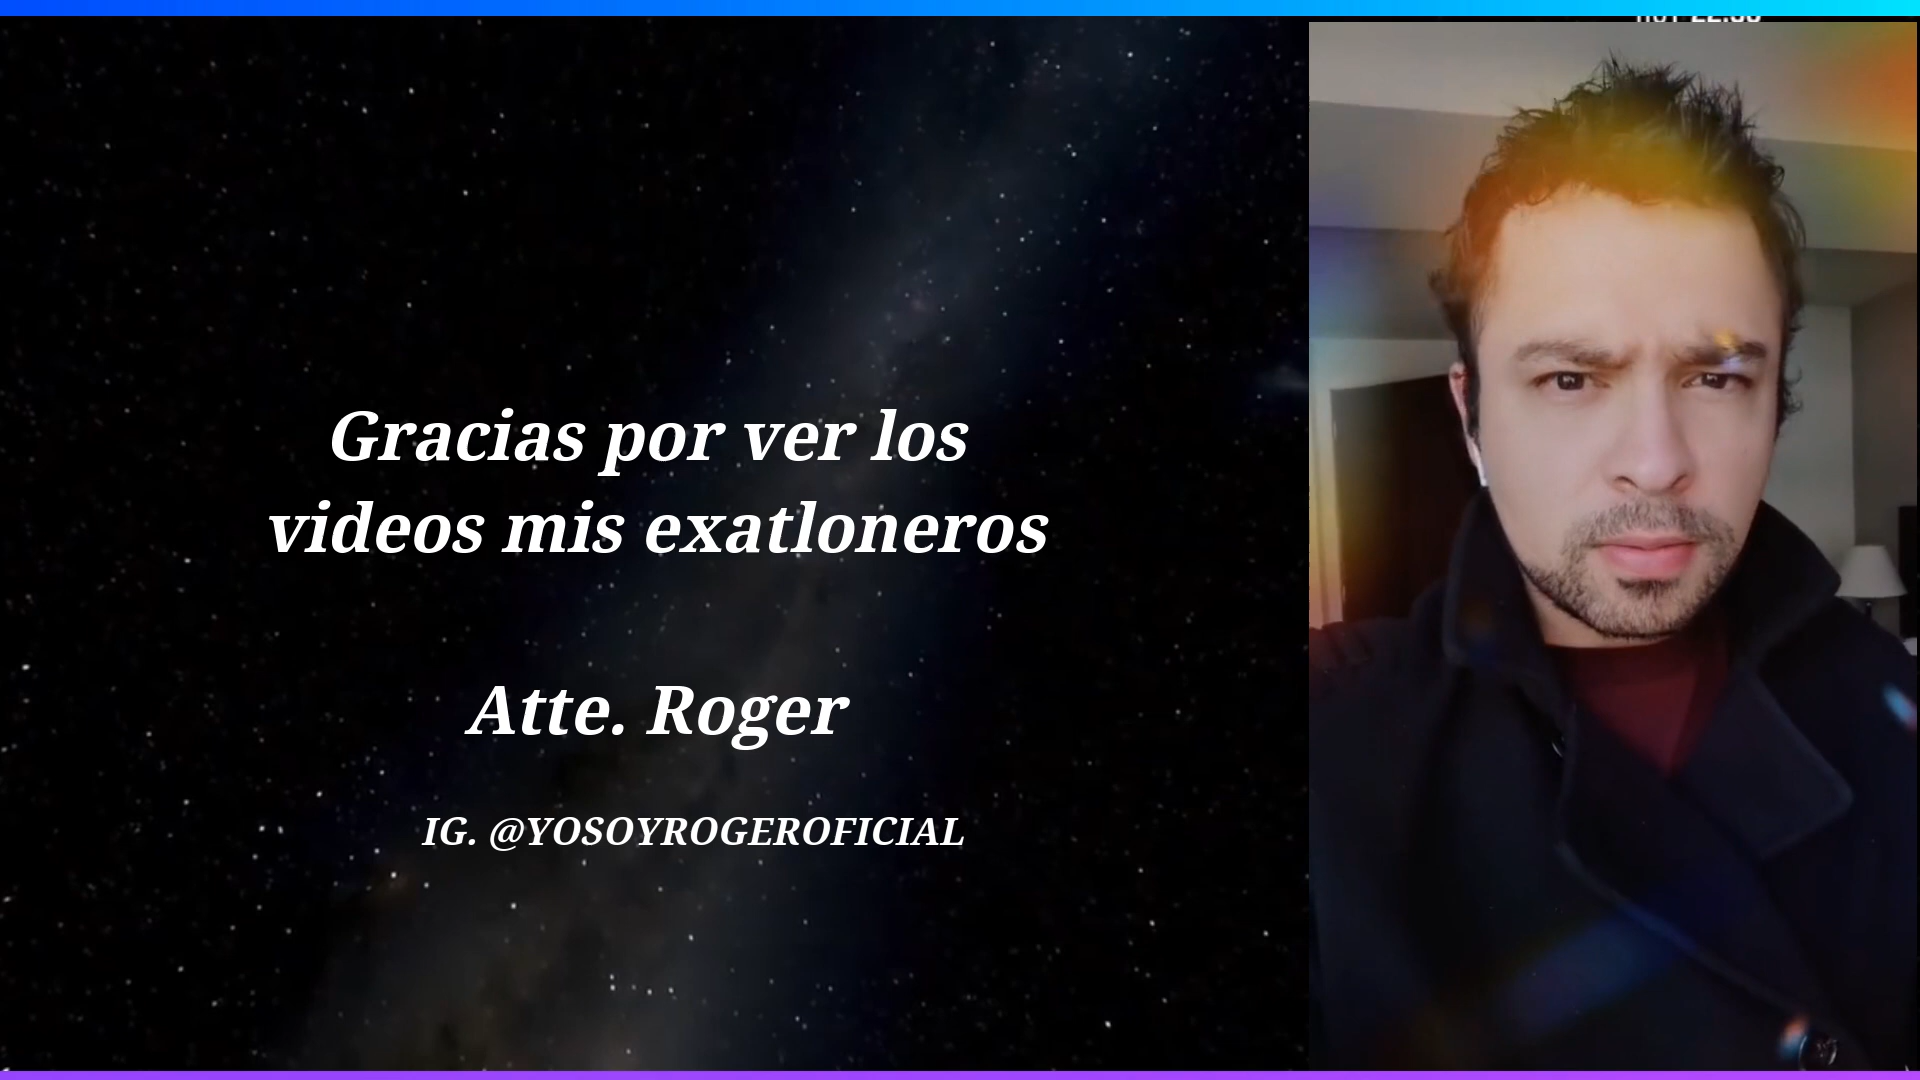 Gracias por ver los
videos mis exatloneros
Atte. Roger
IG. @YOSOYROGEROFICIAL